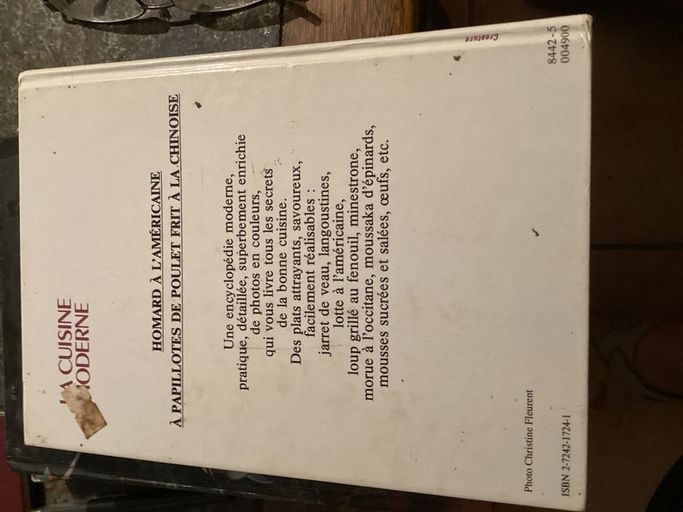 LA CUISINE
MODERNE
HOMARD À L'AMÉRICAINE
À PAPILLOTES DE POULET FRIT À LA CHINOISE
Une encyclopédie moderne,
pratique, détaillée, superbement enrichie
de photos en couleurs,
qui vous livre tous les secrets
de la bonne cuisine.
Des plats attrayants, savoureux,
facilement réalisables :
jarret de veau, langoustines,
lotte à l'américaine,
loup grillé au fenouil, minestrone,
morue à l'occitane, moussaka d'épinards,
mousses sucrées et salées, œufs, etc.
Photo Christine Fleurent
ISBN 2-7242-1724-1
8442-5
004900
Creature